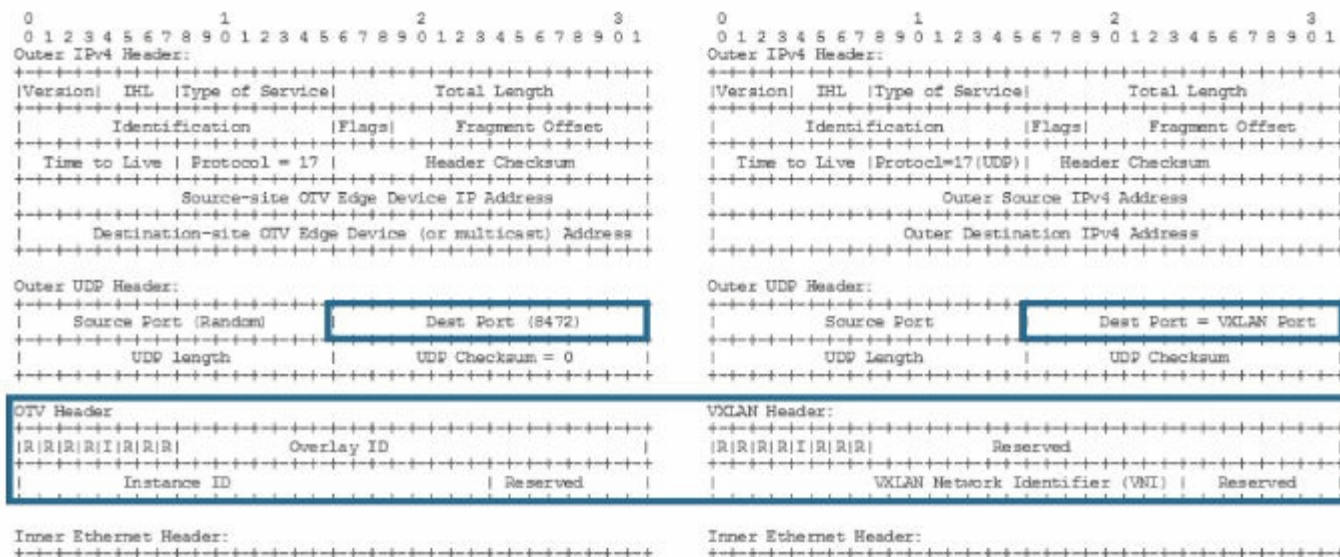 0 1 2 3
0 1 2 3 4 5 6 7 8 9 0 1 2 3 4 5 6 7 8 9 0 1 2 3 4 5 6 7 8 9 0 1
Outer IPv4 Header:
+-+-+-+-+-+-+-+-+-+-+-+-+-+-+-+-+-+-+-+-+-+-+-+-+-+-+-+-+-+-+-+-+
|Version| IHL |Type of Service| Total Length |
+-+-+-+-+-+-+-+-+-+-+-+-+-+-+-+-+-+-+-+-+-+-+-+-+-+-+-+-+-+-+-+-+
| Identification |Flags| Fragment Offset |
+-+-+-+-+-+-+-+-+-+-+-+-+-+-+-+-+-+-+-+-+-+-+-+-+-+-+-+-+-+-+-+-+
| Time to Live | Protocol = 17 | Header Checksum |
+-+-+-+-+-+-+-+-+-+-+-+-+-+-+-+-+-+-+-+-+-+-+-+-+-+-+-+-+-+-+-+-+
| Source-site OTV Edge Device IP Address |
+-+-+-+-+-+-+-+-+-+-+-+-+-+-+-+-+-+-+-+-+-+-+-+-+-+-+-+-+-+-+-+-+
| Destination-site OTV Edge Device (or multicast) Address |
+-+-+-+-+-+-+-+-+-+-+-+-+-+-+-+-+-+-+-+-+-+-+-+-+-+-+-+-+-+-+-+-+
Outer UDP Header:
+-+-+-+-+-+-+-+-+-+-+-+-+-+-+-+-+-+-+-+-+-+-+-+-+-+-+-+-+-+-+-+-+
| Source Port (Random) | Dest Port (8472) |
+-+-+-+-+-+-+-+-+-+-+-+-+-+-+-+-+-+-+-+-+-+-+-+-+-+-+-+-+-+-+-+-+
| UDP length | UDP Checksum = 0 |
+-+-+-+-+-+-+-+-+-+-+-+-+-+-+-+-+-+-+-+-+-+-+-+-+-+-+-+-+-+-+-+-+
OTV Header
+-+-+-+-+-+-+-+-+-+-+-+-+-+-+-+-+-+-+-+-+-+-+-+-+-+-+-+-+-+-+-+-+
|R|R|R|R|I|R|R|R| Overlay ID |
+-+-+-+-+-+-+-+-+-+-+-+-+-+-+-+-+-+-+-+-+-+-+-+-+-+-+-+-+-+-+-+-+
| Instance ID | Reserved |
+-+-+-+-+-+-+-+-+-+-+-+-+-+-+-+-+-+-+-+-+-+-+-+-+-+-+-+-+-+-+-+-+
Inner Ethernet Header:
+-+-+-+-+-+-+-+-+-+-+-+-+-+-+-+-+-+-+-+-+-+-+-+-+-+-+-+-+-+-+-+-+
0 1 2 3
0 1 2 3 4 5 6 7 8 9 0 1 2 3 4 5 6 7 8 9 0 1 2 3 4 5 6 7 8 9 0 1
Outer IPv4 Header:
+-+-+-+-+-+-+-+-+-+-+-+-+-+-+-+-+-+-+-+-+-+-+-+-+-+-+-+-+-+-+-+-+
|Version| IHL |Type of Service| Total Length |
+-+-+-+-+-+-+-+-+-+-+-+-+-+-+-+-+-+-+-+-+-+-+-+-+-+-+-+-+-+-+-+-+
| Identification |Flags| Fragment Offset
+-+-+-+-+-+-+-+-+-+-+-+-+-+-+-+-+-+-+-+-+-+-+-+-+-+-+-+-+-+-+-+-+
| Time to Live |Protocl=17(UDP)| Header Checksum
+-+-+-+-+-+-+-+-+-+-+-+-+-+-+-+-+-+-+-+-+-+-+-+-+-+-+-+-+-+-+-+-+
| Outer Source IPv4 Address |
+-+-+-+-+-+-+-+-+-+-+-+-+-+-+-+-+-+-+-+-+-+-+-+-+-+-+-+-+-+-+-+-+
| Outer Destination IPv4 Address |
+-+-+-+-+-+-+-+-+-+-+-+-+-+-+-+-+-+-+-+-+-+-+-+-+-+-+-+-+-+-+-+-+
Outer UDP Header:
+-+-+-+-+-+-+-+-+-+-+-+-+-+-+-+-+-+-+-+-+-+-+-+-+-+-+-+-+-+-+-+-+
| Source Port | Dest Port = VXLAN Port
+-+-+-+-+-+-+-+-+-+-+-+-+-+-+-+-+-+-+-+-+-+-+-+-+-+-+-+-+-+-+-+-+
| UDP Length | UDP Checksum
+-+-+-+-+-+-+-+-+-+-+-+-+-+-+-+-+-+-+-+-+-+-+-+-+-+-+-+-+-+-+-+-+
VXLAN Header:
+-+-+-+-+-+-+-+-+-+-+-+-+-+-+-+-+-+-+-+-+-+-+-+-+-+-+-+-+-+-+-+-+
|R|R|R|R|I|R|R|R| Reserved
+-+-+-+-+-+-+-+-+-+-+-+-+-+-+-+-+-+-+-+-+-+-+-+-+-+-+-+-+-+-+-+-+
| VXLAN Network Identifier (VNI) | Reserved
+-+-+-+-+-+-+-+-+-+-+-+-+-+-+-+-+-+-+-+-+-+-+-+-+-+-+-+-+-+-+-+-+
Inner Ethernet Header:
+-+-+-+-+-+-+-+-+-+-+-+-+-+-+-+-+-+-+-+-+-+-+-+-+-+-+-+-+-+-+-+-+